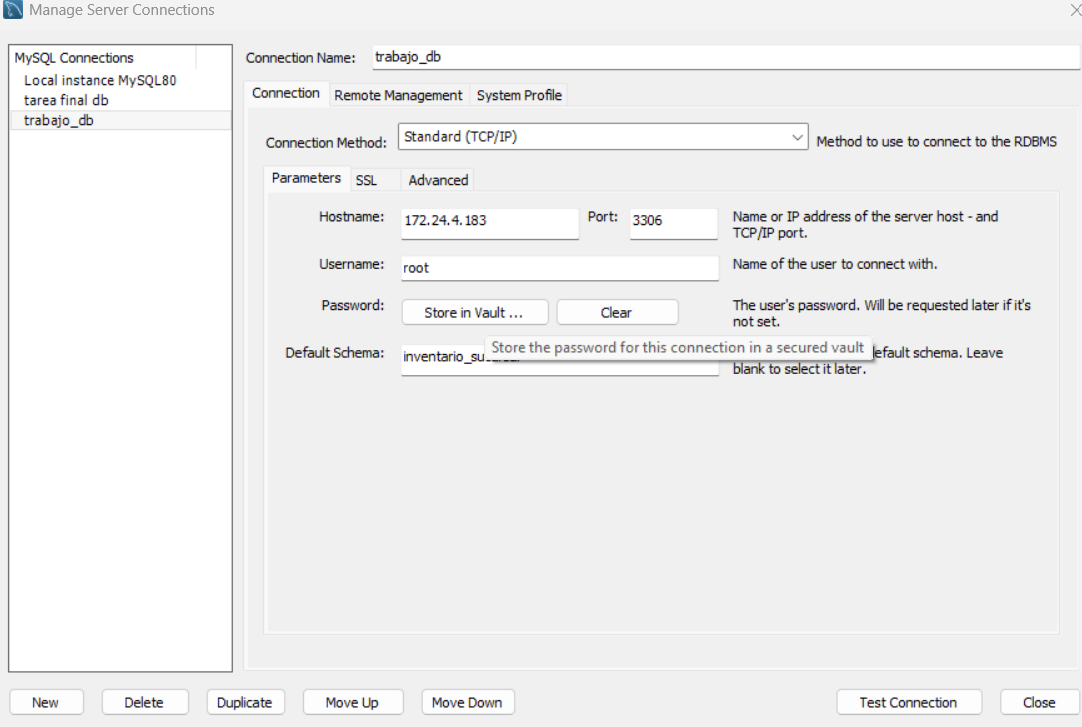 Manage Server Connections
MySQL Connections
Local instance MySQL80
tarea final db
trabajo_db
Connection Name: trabajo_db
Connection Remote Management System Profile
Connection Method: Standard (TCP/IP) Method to use to connect to the RDBMS
Parameters SSL Advanced
Hostname: 172.24.4.183 Port: 3306 Name or IP address of the server host - and
TCP/IP port.
Username: root Name of the user to connect with.
Password: Store in Vault ... Clear The user's password. Will be requested later if it's
not set.
Store the password for this connection in a secured vault
Default Schema: default schema. Leave
blank to select it later.
New Delete Duplicate Move Up Move Down Test Connection Close